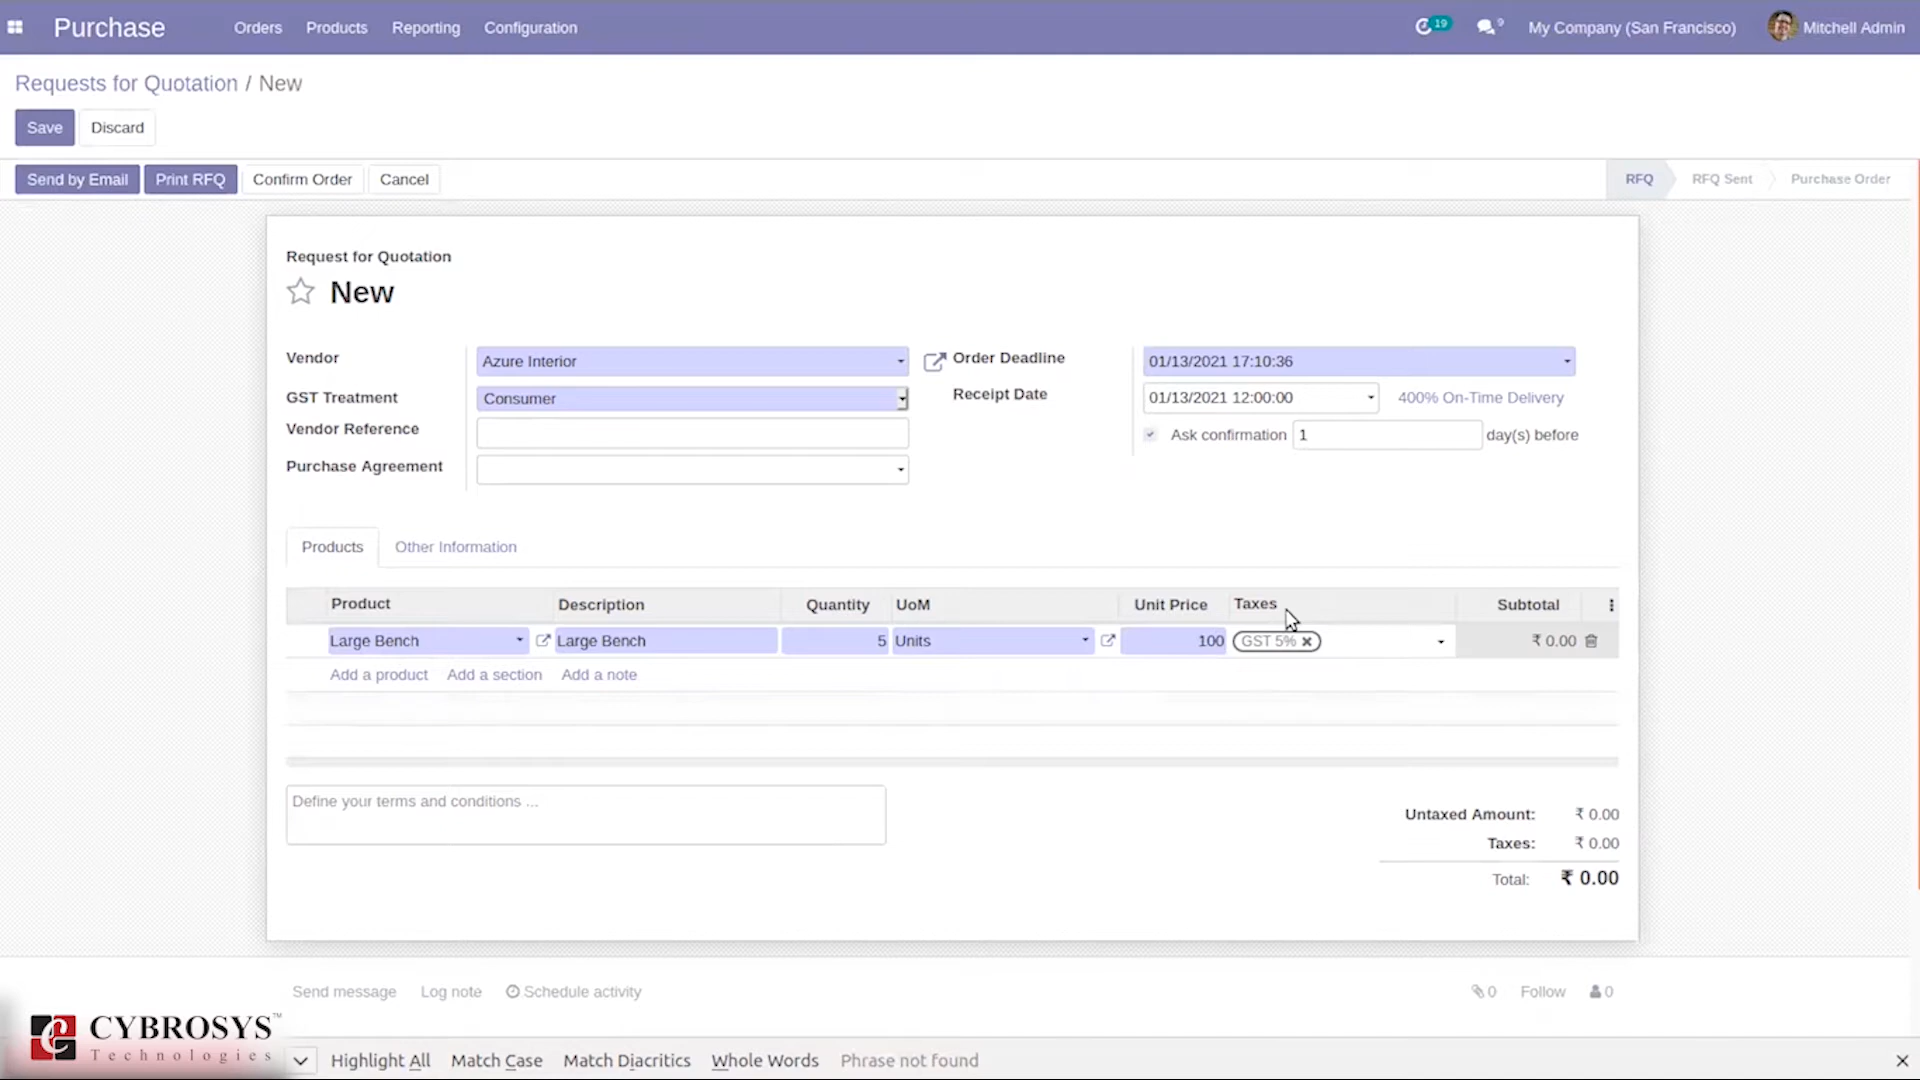 Purchase Orders Products Reporting Configuration 19 9 My Company (San Francisco) Mitchell Admin
Requests for Quotation / New
Save Discard
Send by Email Print RFQ Confirm Order Cancel RFQ RFQ Sent Purchase Order
Request for Quotation
New
Vendor Azure Interior Order Deadline 01/13/2021 17:10:36
GST Treatment Consumer Receipt Date 01/13/2021 12:00:00 400% On-Time Delivery
Vendor Reference Ask confirmation 1 day(s) before
Purchase Agreement
Products Other Information
Product Description Quantity UoM Unit Price Taxes Subtotal
Large Bench Large Bench 5 Units 100 GST 5% ₹ 0.00
Add a product Add a section Add a note
Define your terms and conditions ...
Untaxed Amount: ₹ 0.00
Taxes: ₹ 0.00
Total: ₹ 0.00
Send message Log note Schedule activity 0 Follow 0
CYBROSYS™
Technologies
Highlight All Match Case Match Diacritics Whole Words Phrase not found